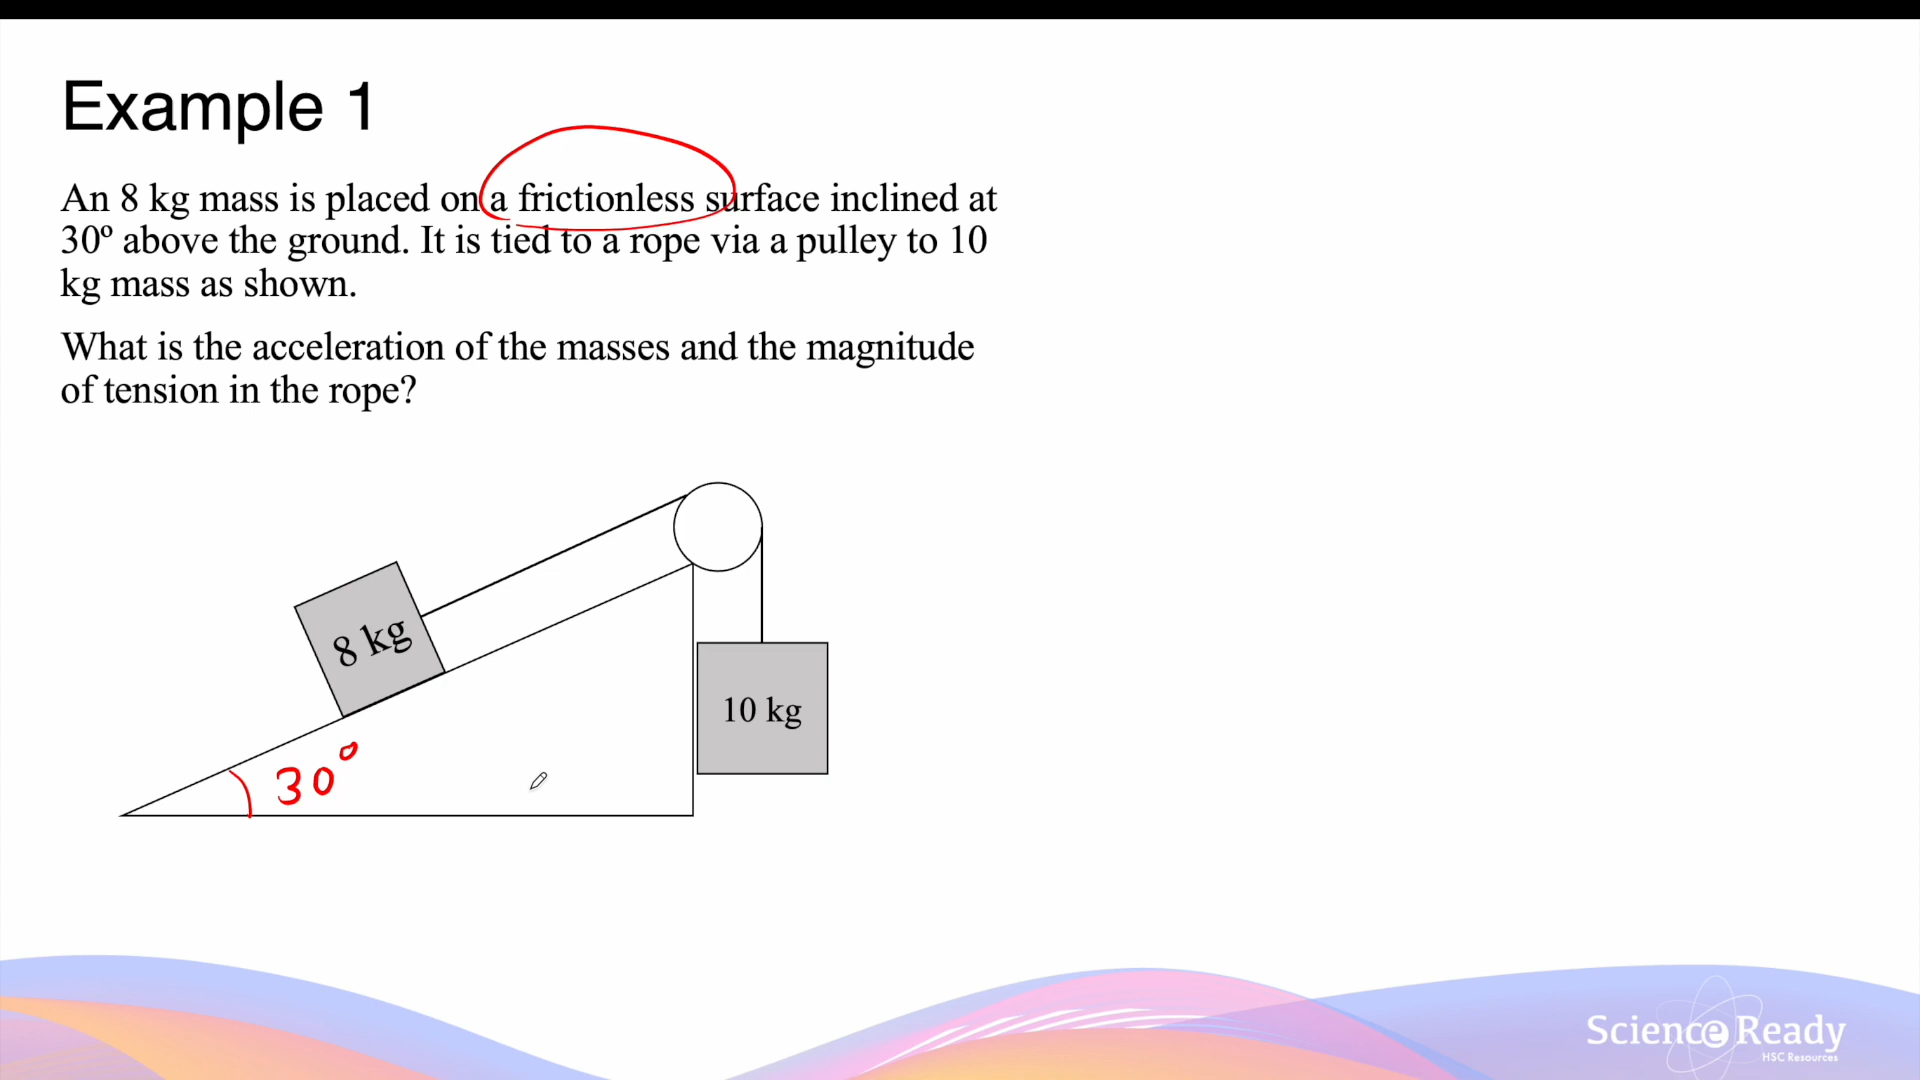 Example 1
An 8 kg mass is placed on a frictionless surface inclined at
30º above the ground. It is tied to a rope via a pulley to 10
kg mass as shown.
What is the acceleration of the masses and the magnitude
of tension in the rope?
8 kg
10 kg
30°
Science Ready
HSC Resources